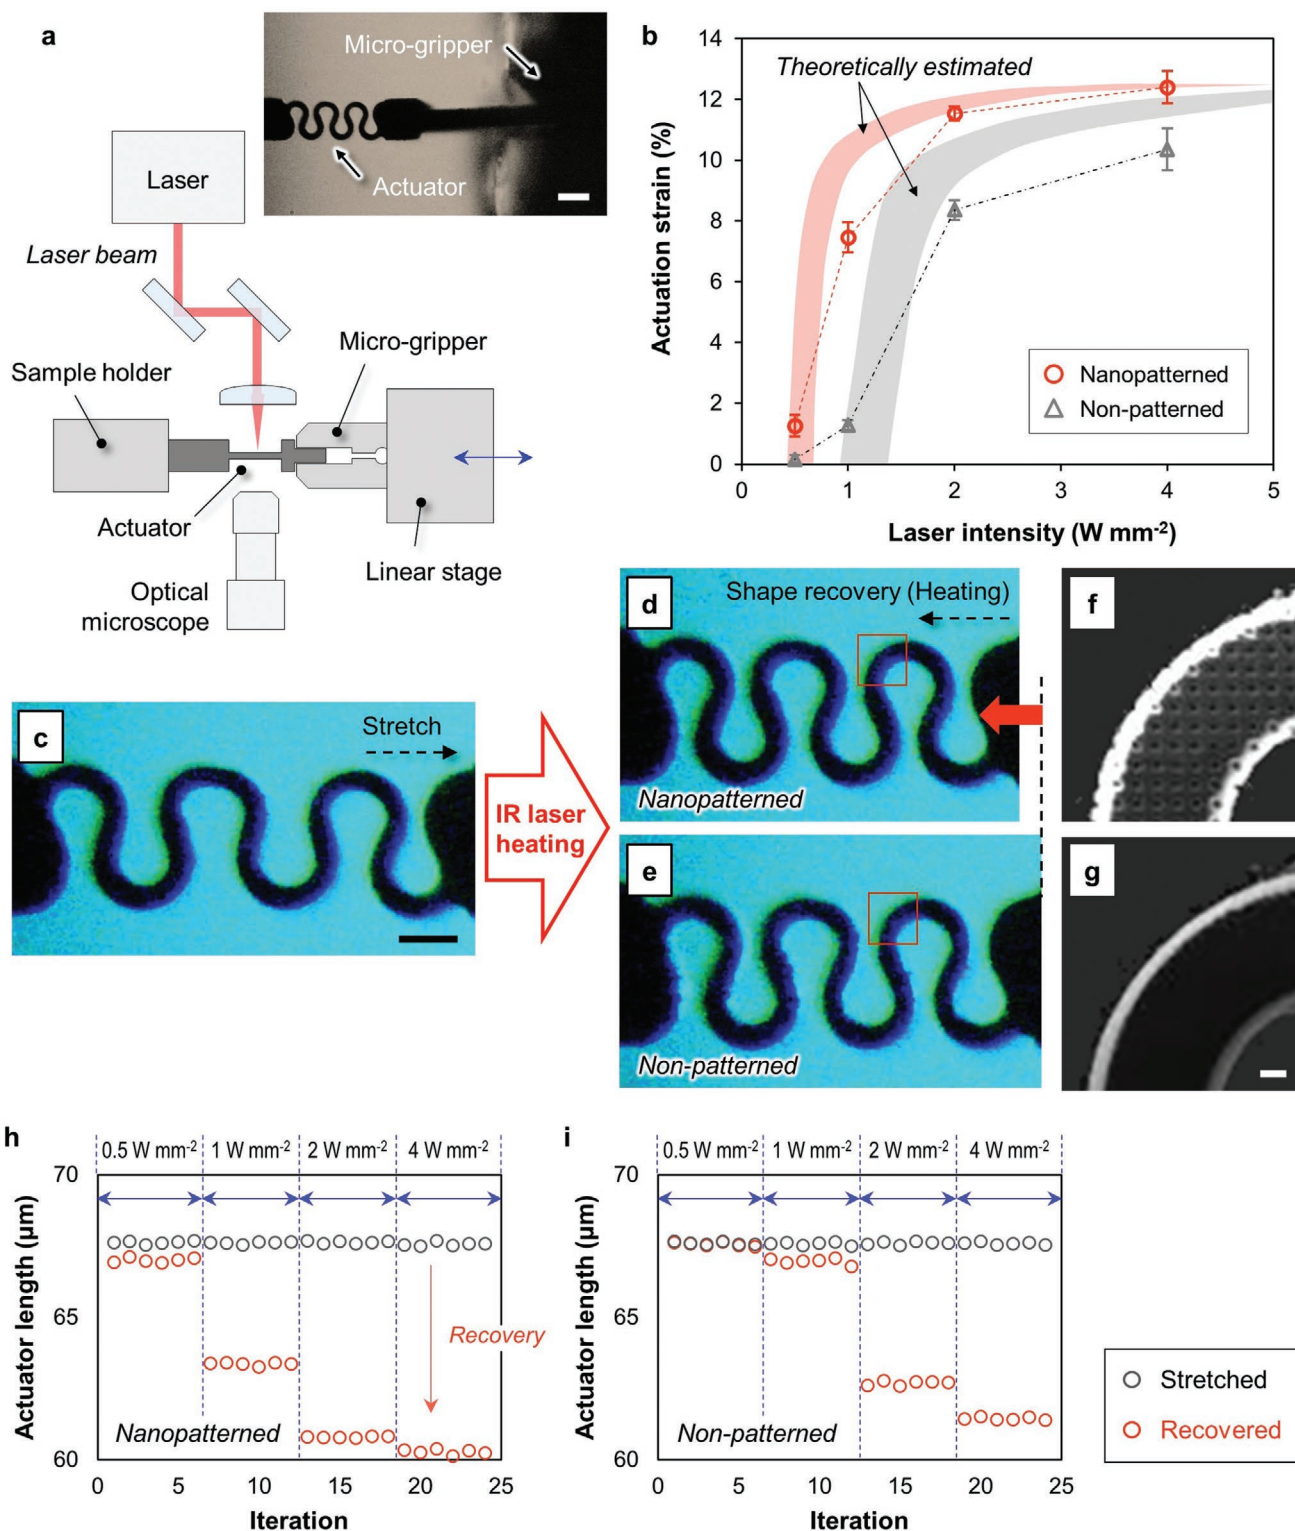 a
Micro-gripper
Actuator
Laser
Laser beam
Micro-gripper
Sample holder
Actuator
Linear stage
Optical
microscope
b
14
12
10
8
6
4
2
0
Actuation strain (%)
Theoretically estimated
Nanopatterned
Non-patterned
0 1 2 3 4 5
Laser intensity (W mm-2)
c
Stretch
IR laser
heating
d
Shape recovery (Heating)
Nanopatterned
e
Non-patterned
f
g
h
0.5 W mm-2 1 W mm-2 2 W mm-2 4 W mm-2
70
65
60
Actuator length (µm)
Recovery
Nanopatterned
0 5 10 15 20 25
Iteration
i
0.5 W mm-2 1 W mm-2 2 W mm-2 4 W mm-2
70
65
60
Actuator length (µm)
Non-patterned
0 5 10 15 20 25
Iteration
Stretched
Recovered